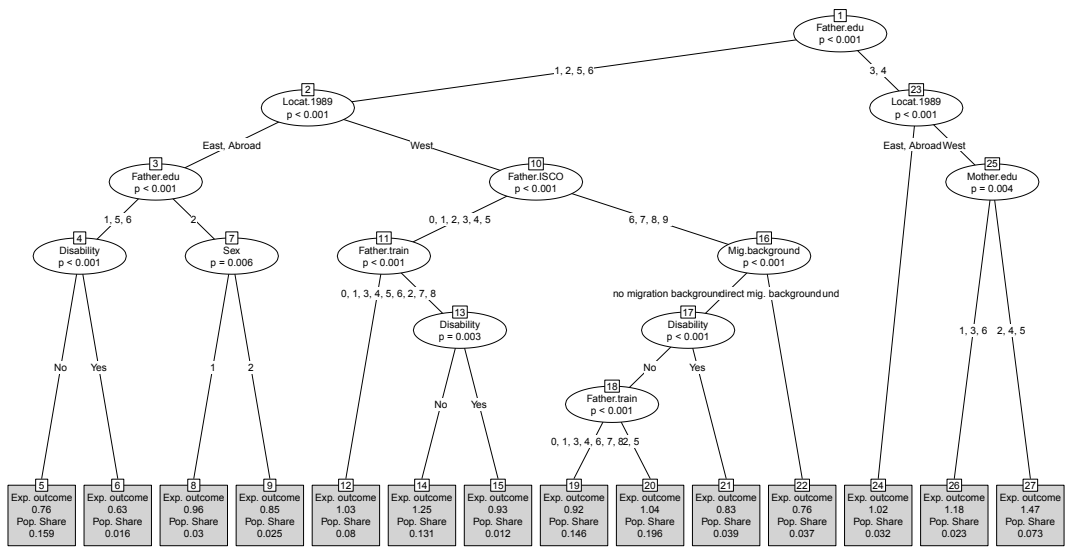 1
Father.edu
p < 0.001
1, 2, 5, 6
3, 4
2
Locat.1989
p < 0.001
23
Locat.1989
p < 0.001
East, Abroad
West
East, Abroad
West
3
Father.edu
p < 0.001
10
Father.ISCO
p < 0.001
25
Mother.edu
p = 0.004
1, 5, 6
2
0, 1, 2, 3, 4, 5
6, 7, 8, 9
4
Disability
p < 0.001
7
Sex
p = 0.006
11
Father.train
p < 0.001
16
Mig.background
p < 0.001
0, 1, 3, 4, 5, 6, 2, 7, 8
no migration background
direct mig. background
und
13
Disability
p = 0.003
17
Disability
p < 0.001
1, 3, 6
2, 4, 5
No
Yes
1
2
No
Yes
No
Yes
18
Father.train
p < 0.001
0, 1, 3, 4, 6, 7, 8
2, 5
5
Exp. outcome
0.76
Pop. Share
0.159
6
Exp. outcome
0.63
Pop. Share
0.016
8
Exp. outcome
0.96
Pop. Share
0.03
9
Exp. outcome
0.85
Pop. Share
0.025
12
Exp. outcome
1.03
Pop. Share
0.08
14
Exp. outcome
1.25
Pop. Share
0.131
15
Exp. outcome
0.93
Pop. Share
0.012
19
Exp. outcome
0.92
Pop. Share
0.146
20
Exp. outcome
1.04
Pop. Share
0.196
21
Exp. outcome
0.83
Pop. Share
0.039
22
Exp. outcome
0.76
Pop. Share
0.037
24
Exp. outcome
1.02
Pop. Share
0.032
26
Exp. outcome
1.18
Pop. Share
0.023
27
Exp. outcome
1.47
Pop. Share
0.073